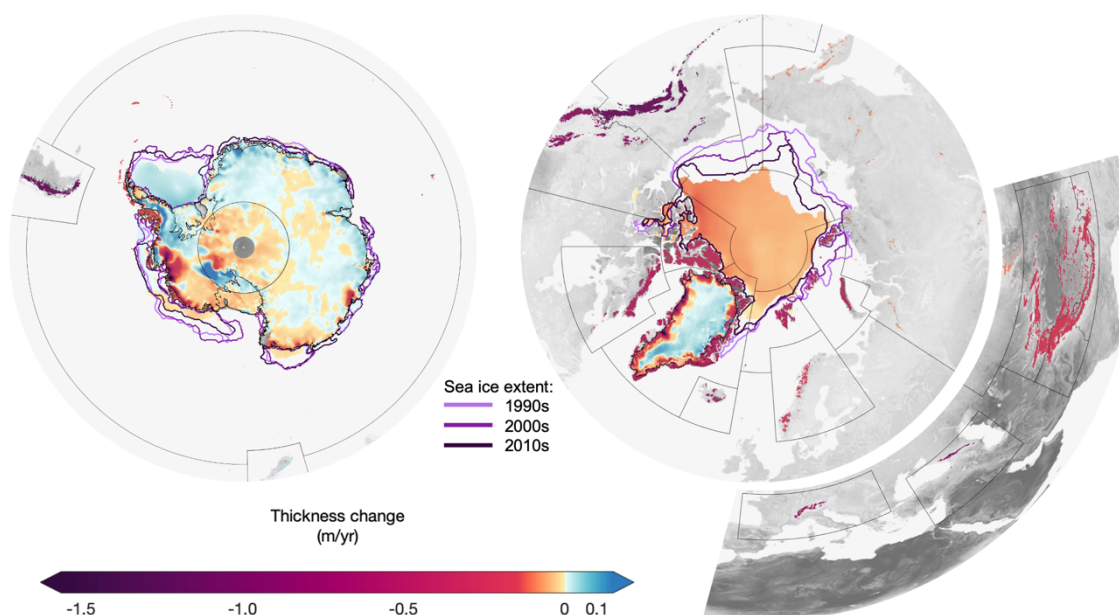 Sea ice extent:
1990s
2000s
2010s
Thickness change
(m/yr)
-1.5 -1.0 -0.5 0 0.1